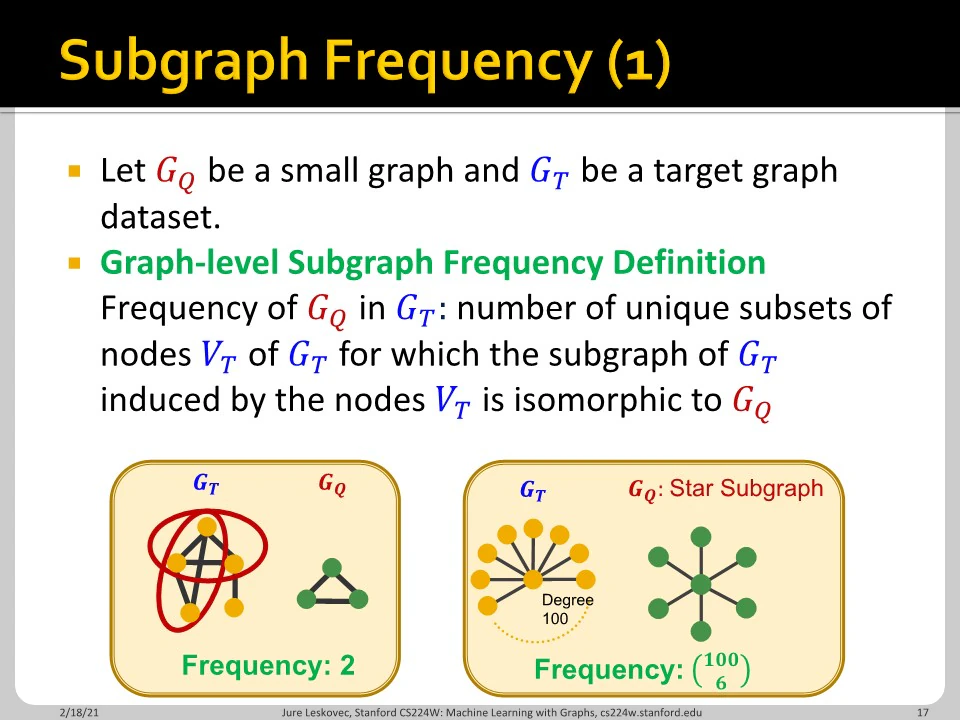 Subgraph Frequency (1)
▪ Let G_Q be a small graph and G_T be a target graph
dataset.
▪ Graph-level Subgraph Frequency Definition
Frequency of G_Q in G_T: number of unique subsets of
nodes V_T of G_T for which the subgraph of G_T
induced by the nodes V_T is isomorphic to G_Q
G_T G_Q
Frequency: 2
G_T G_Q: Star Subgraph
Degree
100
Frequency: (100 6)
2/18/21 Jure Leskovec, Stanford CS224W: Machine Learning with Graphs, cs224w.stanford.edu 17